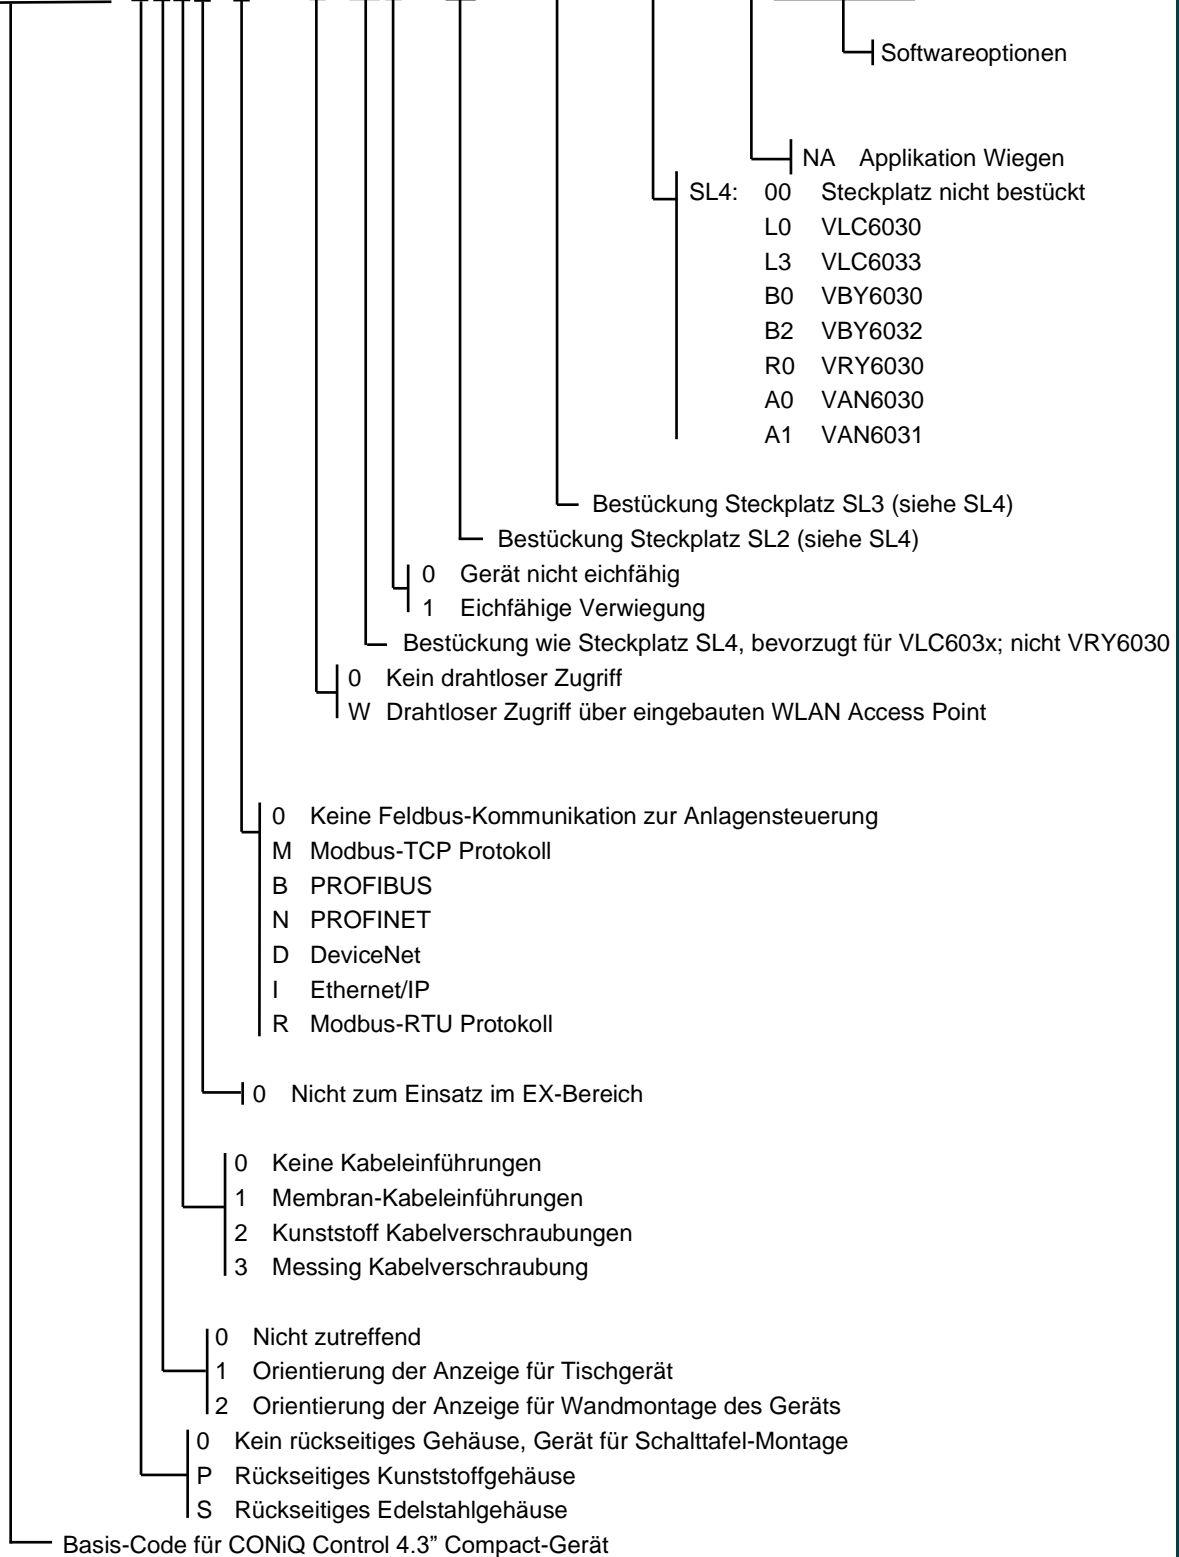 Softwareoptionen
NA Applikation Wiegen
SL4: 00 Steckplatz nicht bestückt
L0 VLC6030
L3 VLC6033
B0 VBY6030
B2 VBY6032
R0 VRY6030
A0 VAN6030
A1 VAN6031
Bestückung Steckplatz SL3 (siehe SL4)
Bestückung Steckplatz SL2 (siehe SL4)
0 Gerät nicht eichfähig
1 Eichfähige Verwiegung
Bestückung wie Steckplatz SL4, bevorzugt für VLC603x; nicht VRY6030
0 Kein drahtloser Zugriff
W Drahtloser Zugriff über eingebauten WLAN Access Point
0 Keine Feldbus-Kommunikation zur Anlagensteuerung
M Modbus-TCP Protokoll
B PROFIBUS
N PROFINET
D DeviceNet
I Ethernet/IP
R Modbus-RTU Protokoll
0 Nicht zum Einsatz im EX-Bereich
0 Keine Kabeleinführungen
1 Membran-Kabeleinführungen
2 Kunststoff Kabelverschraubungen
3 Messing Kabelverschraubung
0 Nicht zutreffend
1 Orientierung der Anzeige für Tischgerät
2 Orientierung der Anzeige für Wandmontage des Geräts
0 Kein rückseitiges Gehäuse, Gerät für Schalttafel-Montage
P Rückseitiges Kunststoffgehäuse
S Rückseitiges Edelstahlgehäuse
Basis-Code für CONiQ Control 4.3” Compact-Gerät